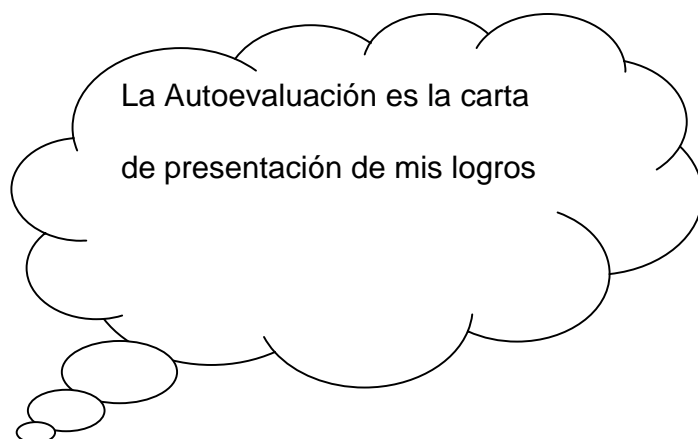 La Autoevaluación es la carta
de presentación de mis logros